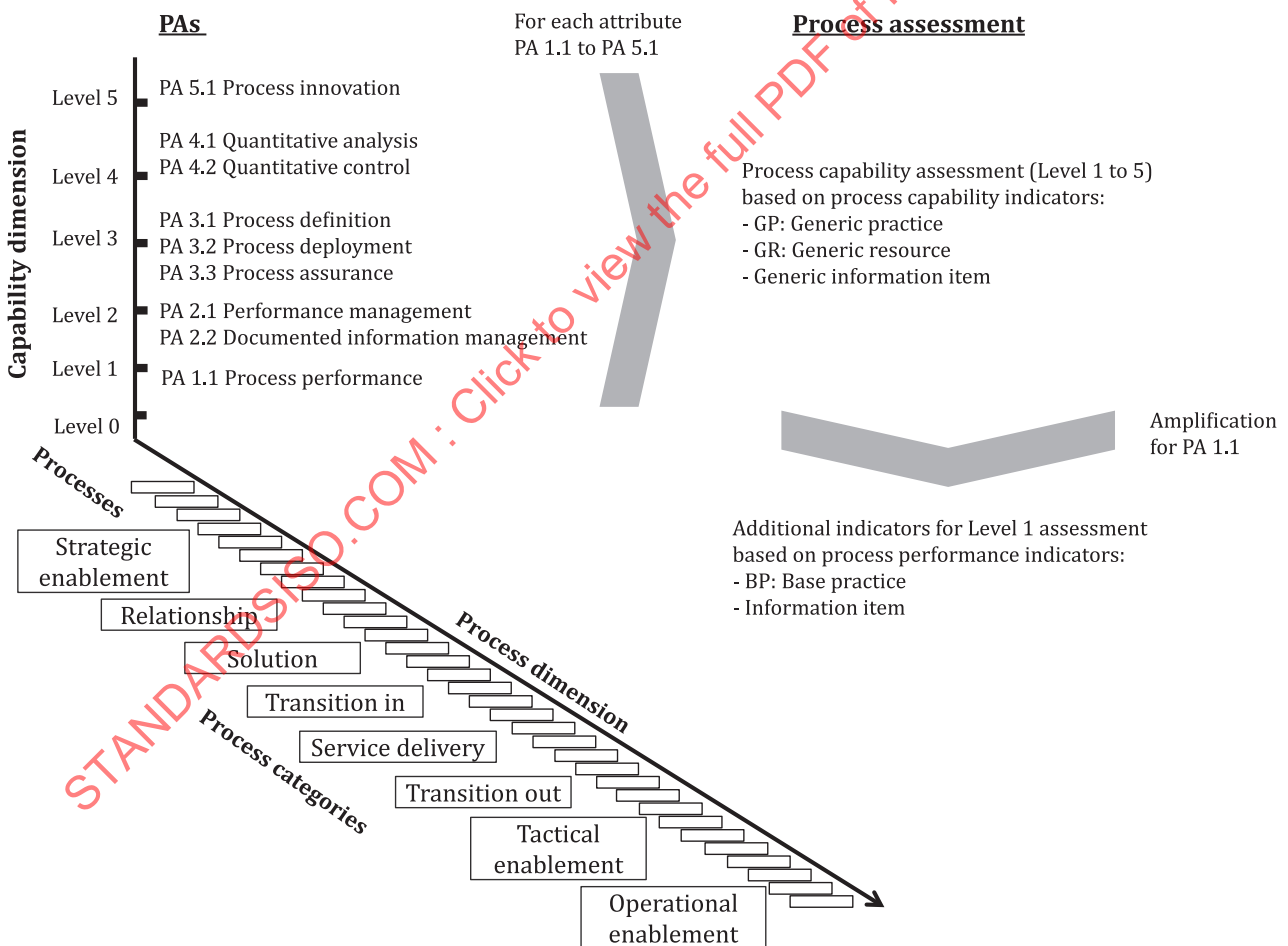 PAs
For each attribute
PA 1.1 to PA 5.1
Process assessment
Capability dimension
Level 5
PA 5.1 Process innovation
PA 4.1 Quantitative analysis
PA 4.2 Quantitative control
Level 4
PA 3.1 Process definition
Level 3
PA 3.2 Process deployment
PA 3.3 Process assurance
Level 2
PA 2.1 Performance management
PA 2.2 Documented information management
Level 1
PA 1.1 Process performance
Level 0
Process capability assessment (Level 1 to 5)
based on process capability indicators:
- GP: Generic practice
- GR: Generic resource
- Generic information item
Amplification
for PA 1.1
Additional indicators for Level 1 assessment
based on process performance indicators:
- BP: Base practice
- Information item
Processes
Strategic
enablement
Relationship
Solution
Transition in
Service delivery
Transition out
Tactical
enablement
Operational
enablement
Process dimension
Process categories
STANDARDSISO.COM : Click to view the full PDF of